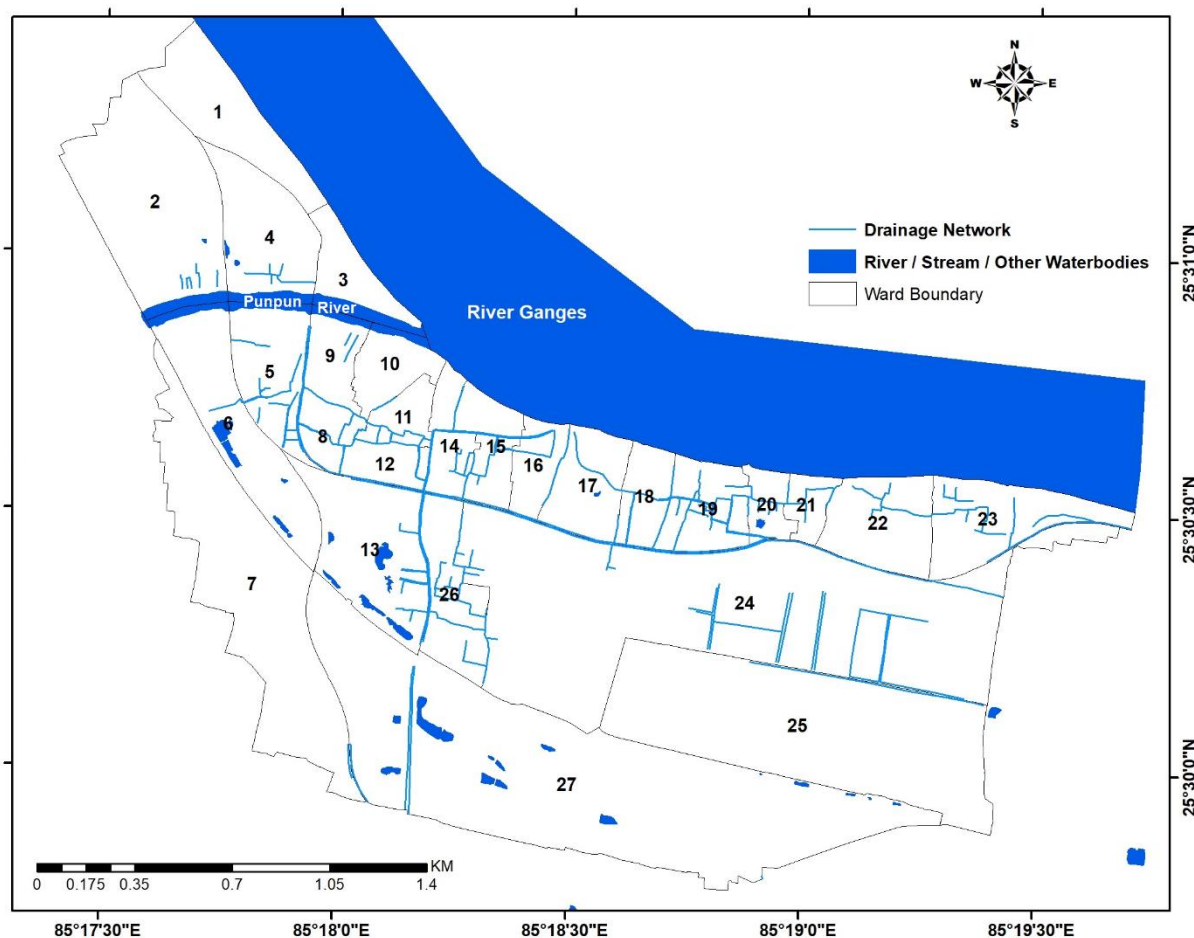 N
W E
S
1
2
4
3
Drainage Network
River / Stream / Other Waterbodies
Ward Boundary
Punpun River
River Ganges
9
10
5
6
11
8
14
15
12
16
17
18
19
20
21
22
23
13
7
26
24
25
27
KM
0 0.175 0.35 0.7 1.05 1.4
85°17'30"E 85°18'0"E 85°18'30"E 85°19'0"E 85°19'30"E
25°31'0"N
25°30'30"N
25°30'0"N